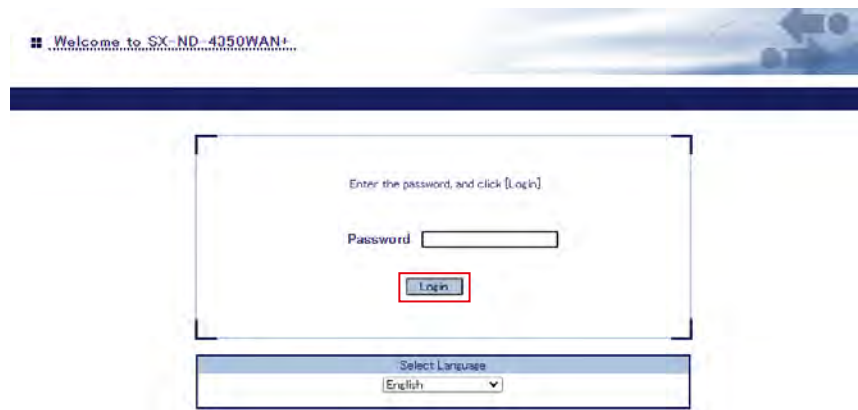 Welcome to SX-ND-4350WAN+
Enter the password, and click [Login]
Password
Login
Select Language
English